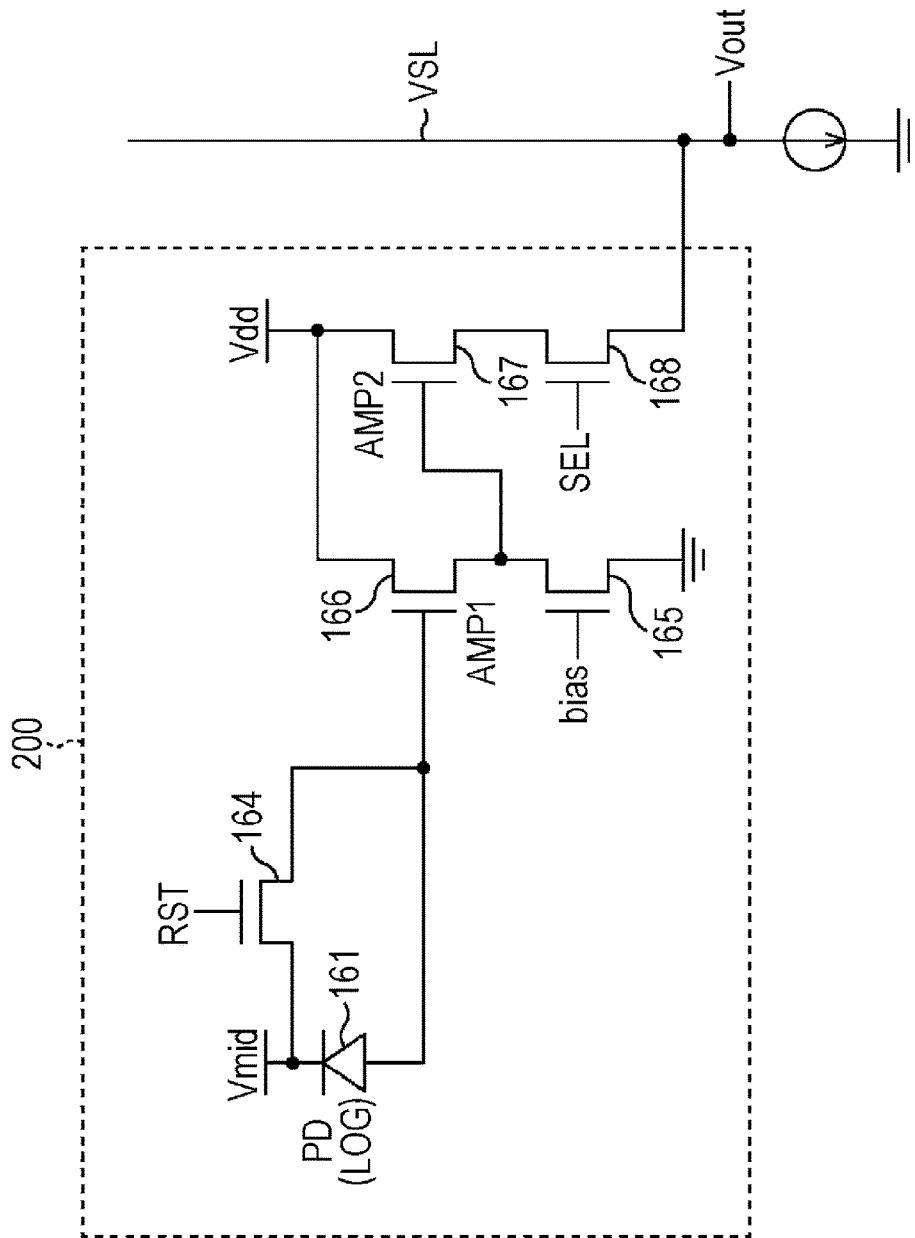 200
RST
164
Vmid
161
PD
(LOG)
Vdd
166
AMP1
bias
165
AMP2
167
SEL
168
VSL
Vout